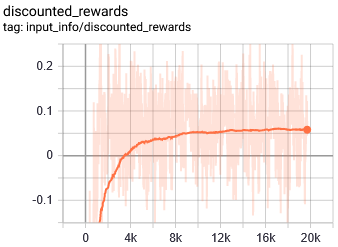 discounted_rewards
tag: input_info/discounted_rewards
0.2
0.1
0
-0.1
0 4k 8k 12k 16k 20k